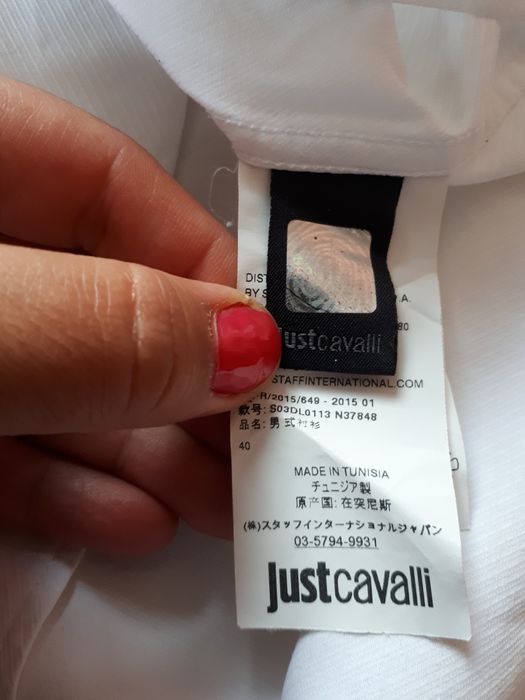 BY S
.A.
80
justcavalli
STAFFINTERNATIONAL.COM
R/2015/649 - 2015 01
款号: S03DL0113 N37848
品名: 男式衬衫
40
MADE IN TUNISIA
チュニジア製
原产国: 在突尼斯
(株)スタッフインターナショナルジャパン
03-5794-9931
justcavalli